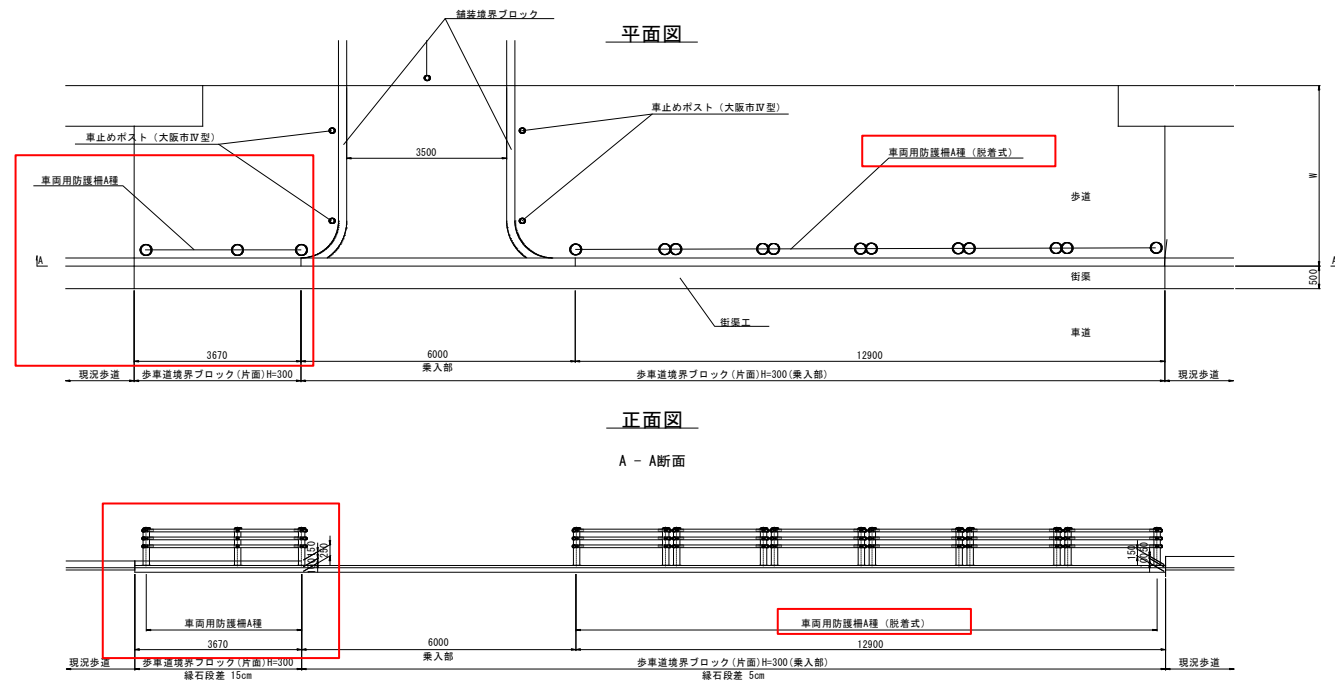 舗装境界ブロック
平面図
車止めポスト（大阪市Ⅳ型）
車止めポスト（大阪市Ⅳ型）
3500
車両用防護柵A種（脱着式）
車両用防護柵A種
W
歩道
A
A
街渠
500
街渠工
車道
3670
6000
12900
乗入部
現況歩道
歩車道境界ブロック(片面)H=300
歩車道境界ブロック(片面)H=300(乗入部)
現況歩道
正面図
A - A断面
150
250
150
車両用防護柵A種
車両用防護柵A種（脱着式）
3670
6000
12900
乗入部
現況歩道
歩車道境界ブロック(片面)H=300
歩車道境界ブロック(片面)H=300(乗入部)
現況歩道
縁石段差 15cm
縁石段差 5cm